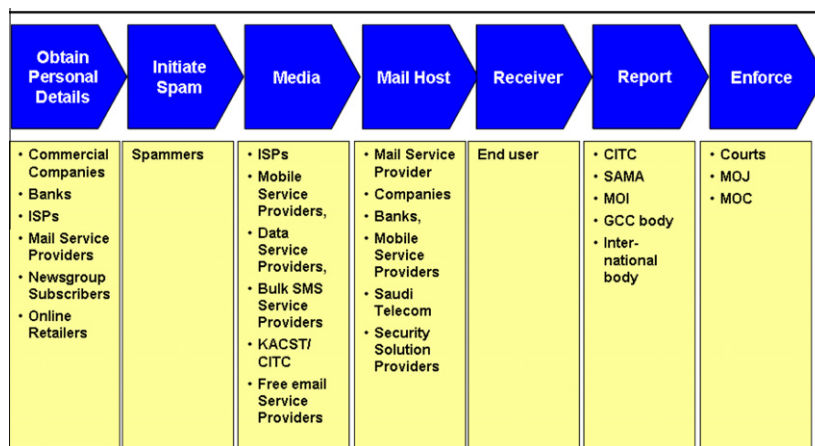 Obtain
Personal
Details
Initiate
Spam
Media
Mail Host
Receiver
Report
Enforce
• Commercial
Companies
• Banks
• ISPs
• Mail Service
Providers
• Newsgroup
Subscribers
• Online
Retailers
Spammers
• ISPs
• Mobile
Service
Providers,
• Data
Service
Providers,
• Bulk SMS
Service
Providers
• KACST/
CITC
• Free email
Service
Providers
• Mail Service
Provider
• Companies
• Banks,
• Mobile
Service
Providers
• Saudi
Telecom
• Security
Solution
Providers
End user
• CITC
• SAMA
• MOI
• GCC body
• Inter-
national
body
• Courts
• MOJ
• MOC